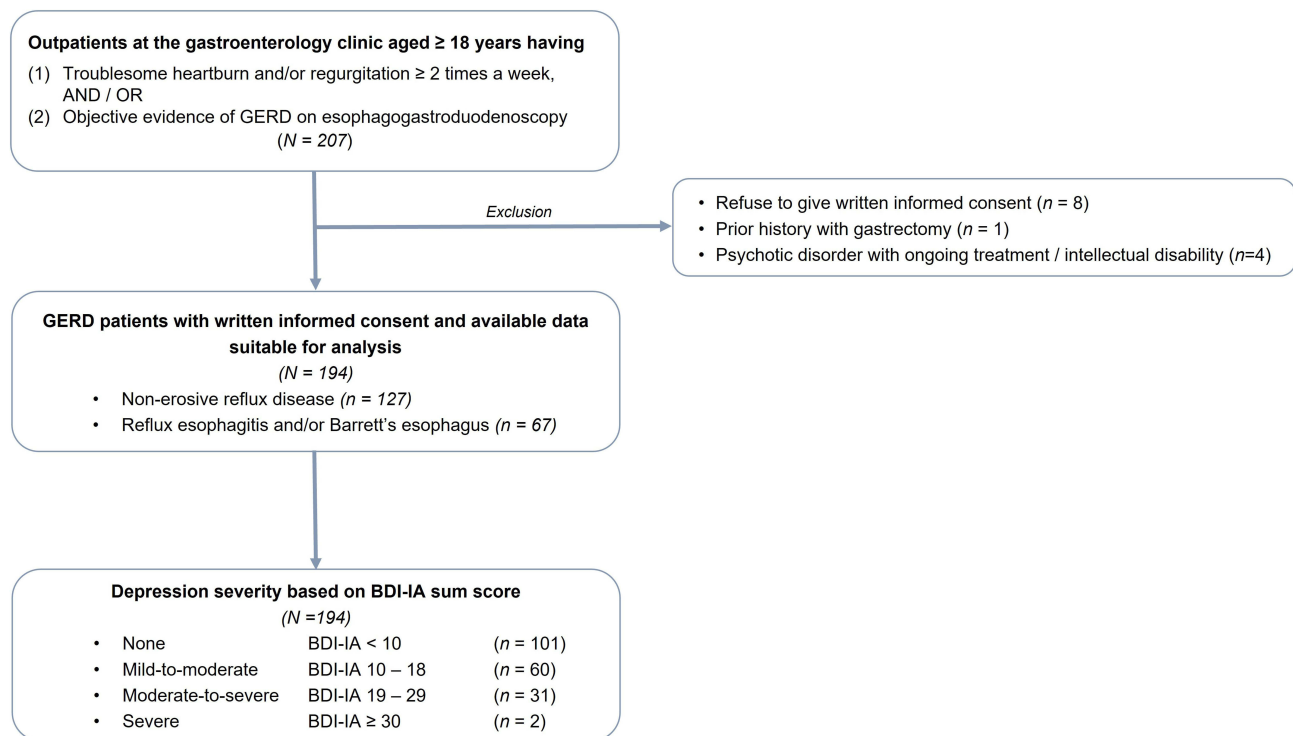 Outpatients at the gastroenterology clinic aged ≥ 18 years having
(1) Troublesome heartburn and/or regurgitation ≥ 2 times a week,
AND / OR
(2) Objective evidence of GERD on esophagogastroduodenoscopy
(N = 207)
Exclusion
• Refuse to give written informed consent (n = 8)
• Prior history with gastrectomy (n = 1)
• Psychotic disorder with ongoing treatment / intellectual disability (n=4)
GERD patients with written informed consent and available data
suitable for analysis
(N = 194)
• Non-erosive reflux disease (n = 127)
• Reflux esophagitis and/or Barrett’s esophagus (n = 67)
Depression severity based on BDI-IA sum score
(N =194)
• None BDI-IA < 10 (n = 101)
• Mild-to-moderate BDI-IA 10 – 18 (n = 60)
• Moderate-to-severe BDI-IA 19 – 29 (n = 31)
• Severe BDI-IA ≥ 30 (n = 2)